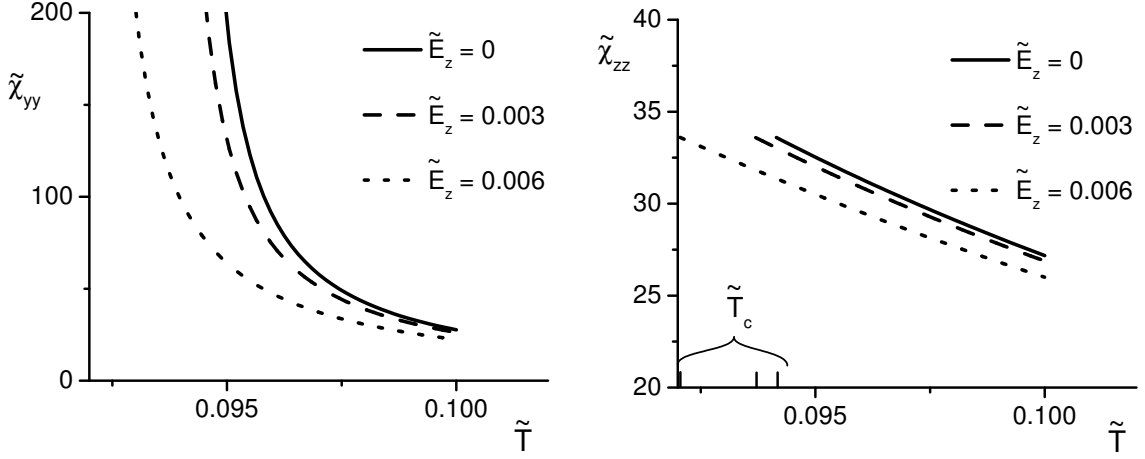 200
100
0
χ̃yy
Ẽz = 0
Ẽz = 0.003
Ẽz = 0.006
0.095
0.100
T̃
40
35
30
25
20
χ̃zz
Ẽz = 0
Ẽz = 0.003
Ẽz = 0.006
T̃c
0.095
0.100
T̃